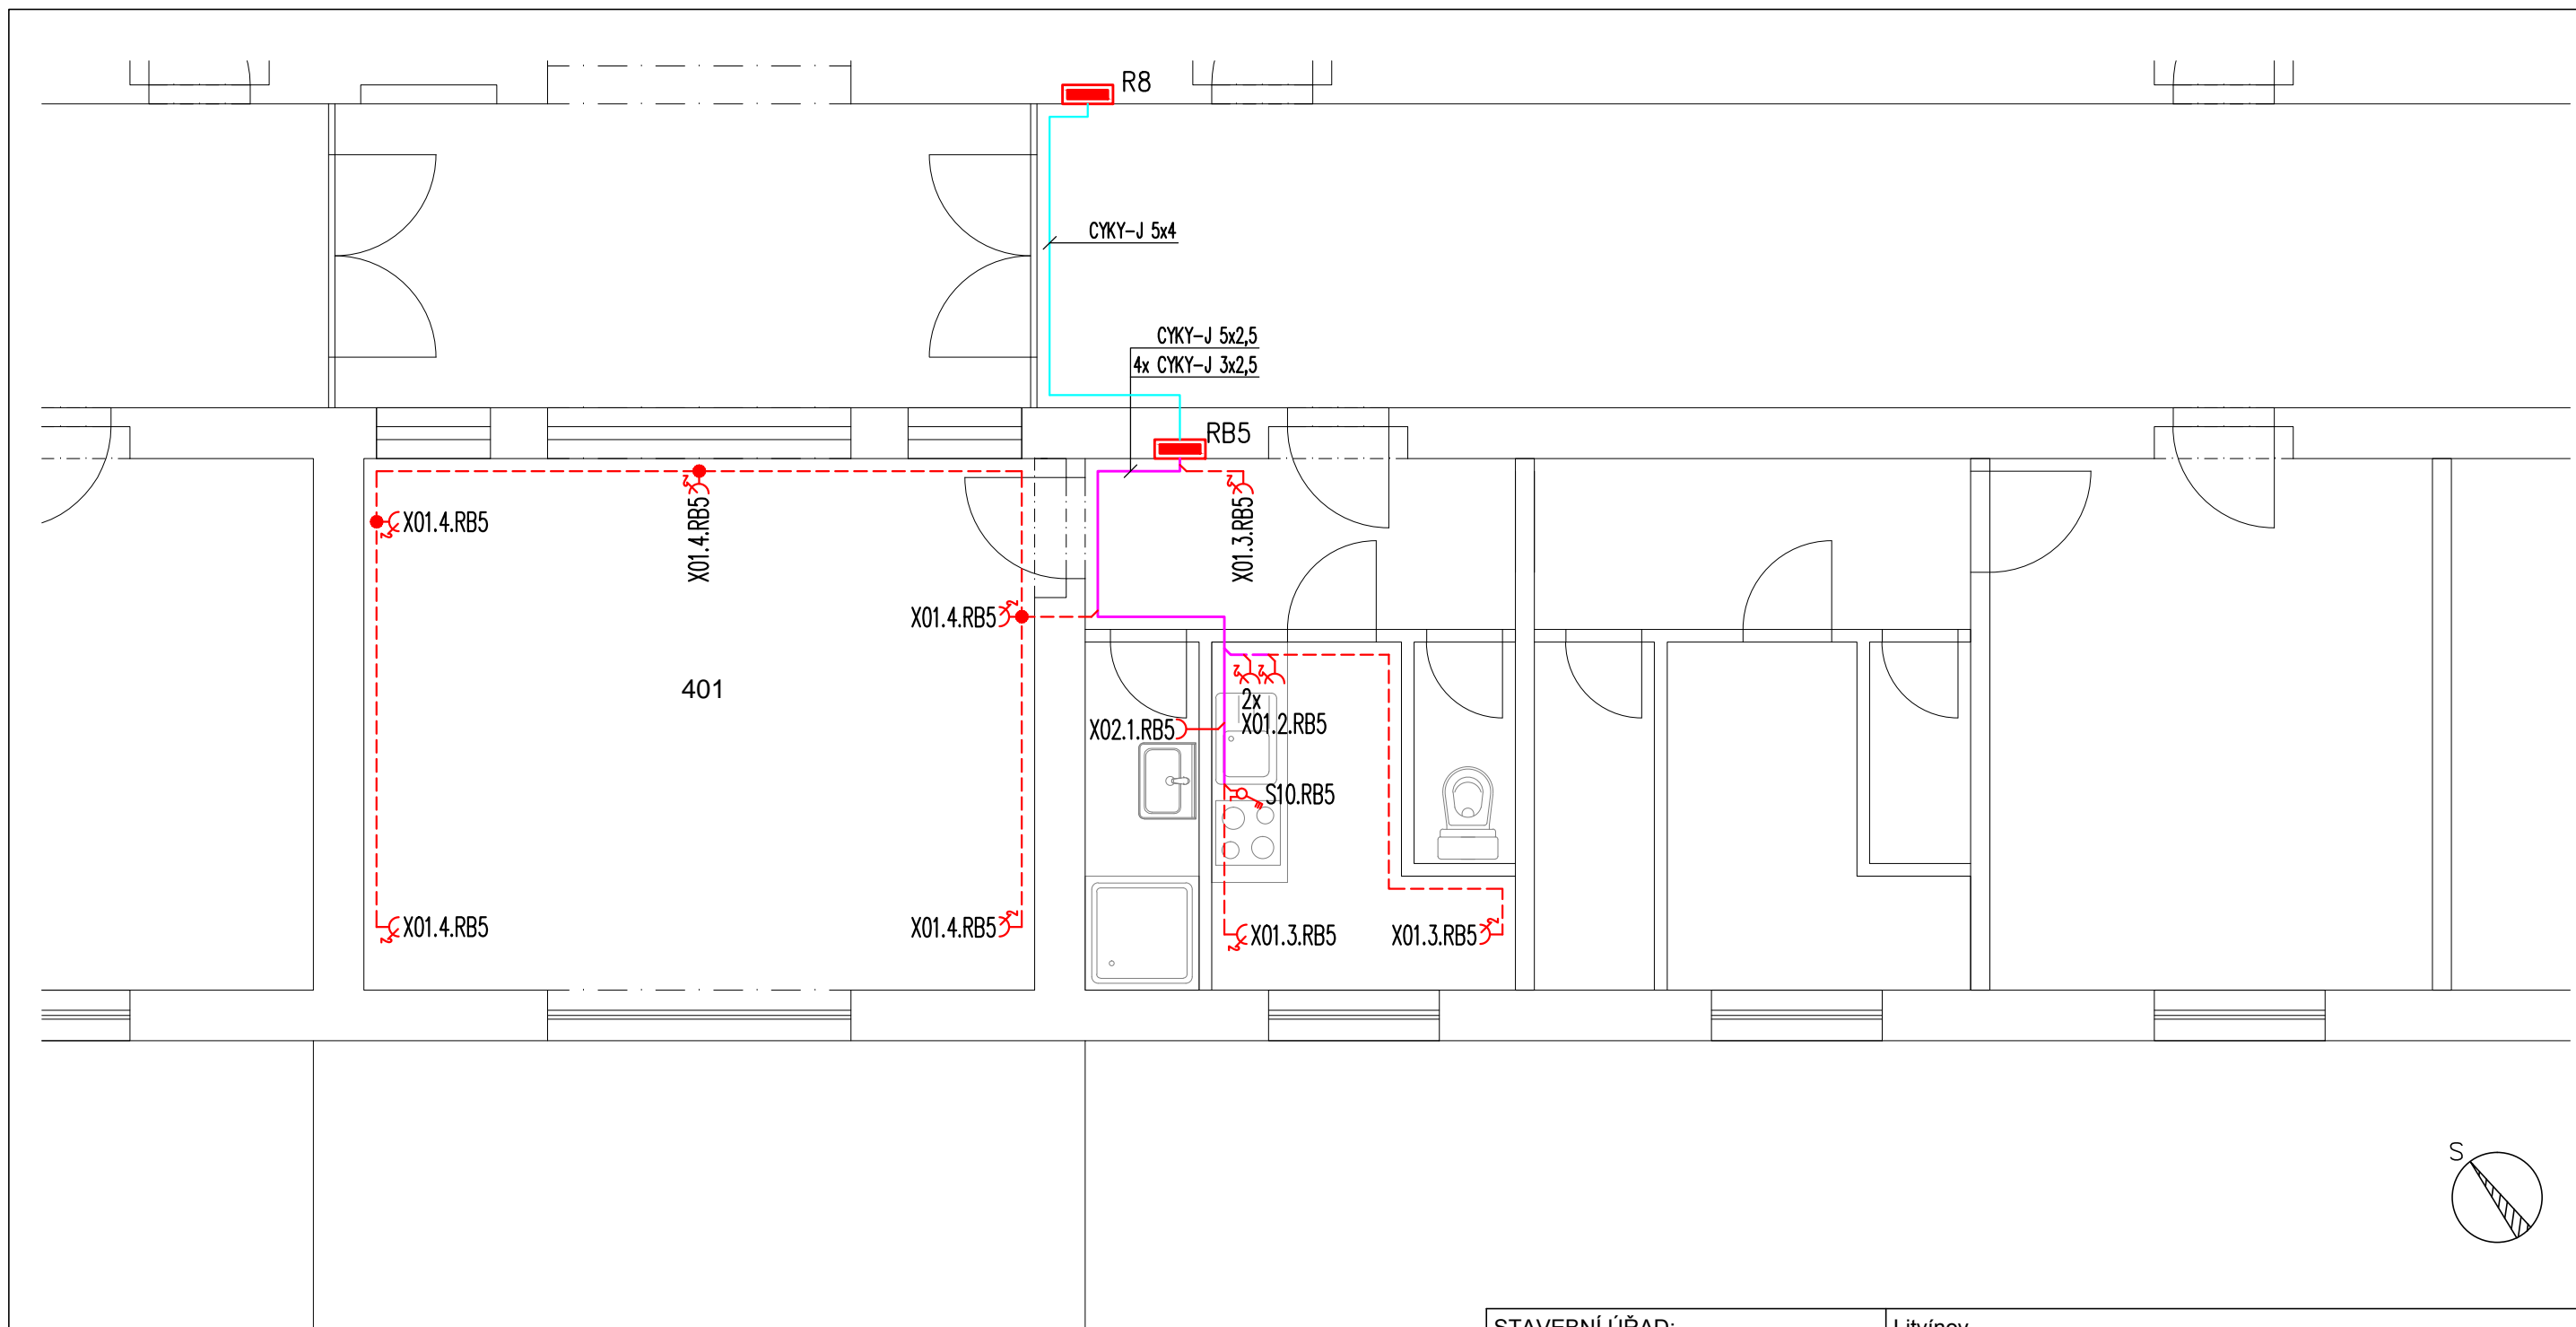 R8
CYKY-J 5x4
CYKY-J 5x2,5
4x CYKY-J 3x2,5
RB5
X01.4.RB5
X01.4.RB5
X01.3.RB5
X01.4.RB5
401
2x
X01.2.RB5
X02.1.RB5
S10.RB5
X01.4.RB5
X01.4.RB5
X01.3.RB5
X01.3.RB5
S
STAVEBNÍ ÚŘAD: Litvínov